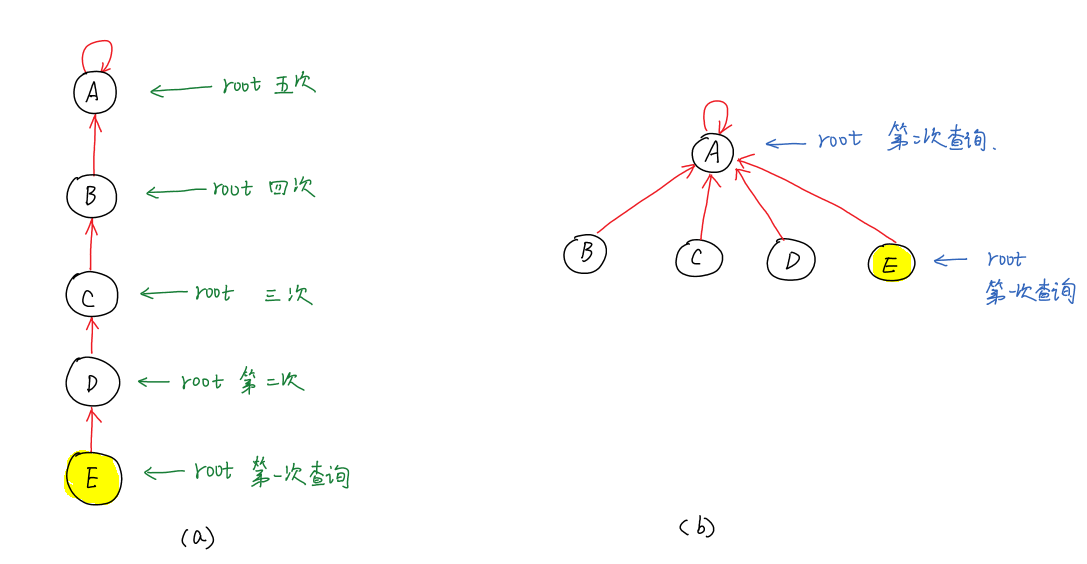 A
root 五次
B
root 四次
C
root 三次
D
root 第二次
E
root 第一次查询
(a)
A
root 第二次查询.
B
C
D
E
root
第一次查询
(b)